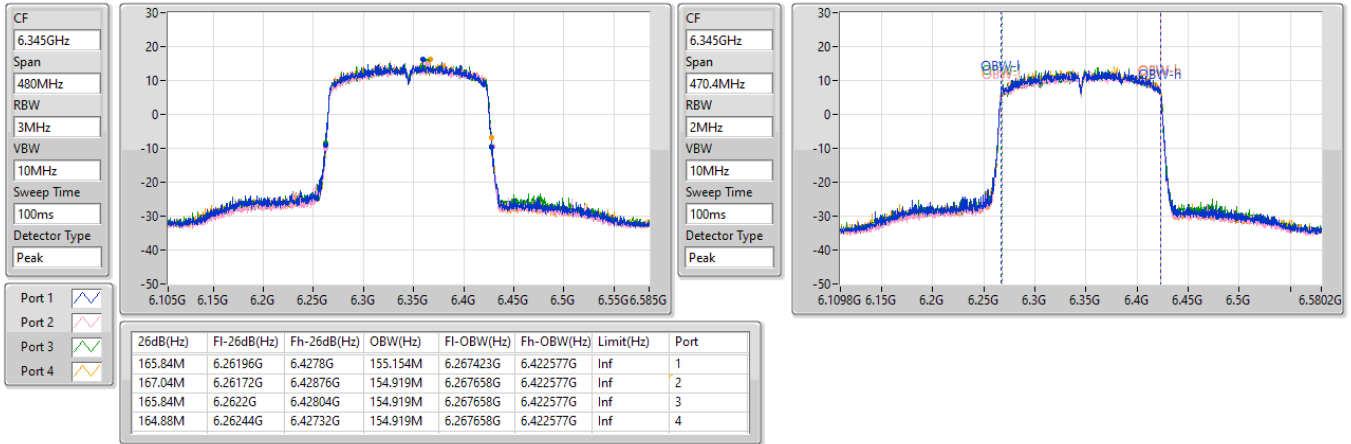 CF
6.345GHz
Span
480MHz
RBW
3MHz
VBW
10MHz
Sweep Time
100ms
Detector Type
Peak
30
20
10
0
-10
-20
-30
-40
-50
6.105G 6.15G 6.2G 6.25G 6.3G 6.35G 6.4G 6.45G 6.5G 6.55G 6.585G
CF
6.345GHz
Span
470.4MHz
RBW
2MHz
VBW
10MHz
Sweep Time
100ms
Detector Type
Peak
30
20
10
0
-10
-20
-30
-40
-50
OBW-l OBW-h
6.1098G 6.15G 6.2G 6.25G 6.3G 6.35G 6.4G 6.45G 6.5G 6.5802G
Port 1
Port 2
Port 3
Port 4
26dB(Hz) Fl-26dB(Hz) Fh-26dB(Hz) OBW(Hz) Fl-OBW(Hz) Fh-OBW(Hz) Limit(Hz) Port
165.84M 6.26196G 6.4278G 155.154M 6.267423G 6.422577G Inf 1
167.04M 6.26172G 6.42876G 154.919M 6.267658G 6.422577G Inf 2
165.84M 6.2622G 6.42804G 154.919M 6.267658G 6.422577G Inf 3
164.88M 6.26244G 6.42732G 154.919M 6.267658G 6.422577G Inf 4